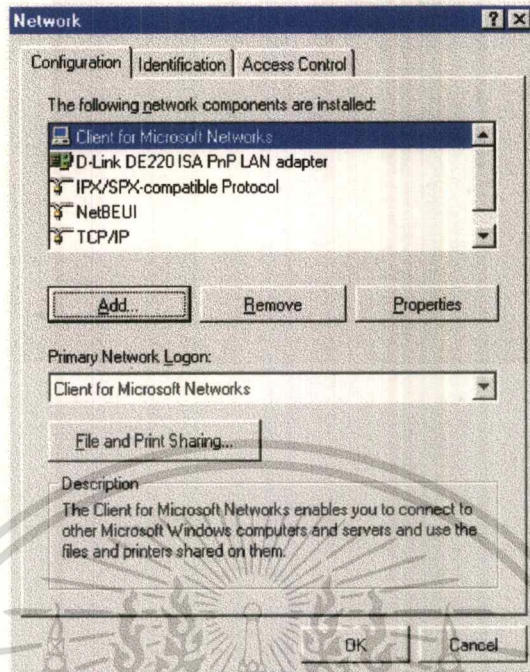 Network
Configuration Identification Access Control
The following network components are installed:
Client for Microsoft Networks
D-Link DE220 ISA PnP LAN adapter
IPX/SPX-compatible Protocol
NetBEUI
TCP/IP
Add... Remove Properties
Primary Network Logon:
Client for Microsoft Networks
File and Print Sharing...
Description
The Client for Microsoft Networks enables you to connect to
other Microsoft Windows computers and servers and use the
files and printers shared on them.
OK Cancel